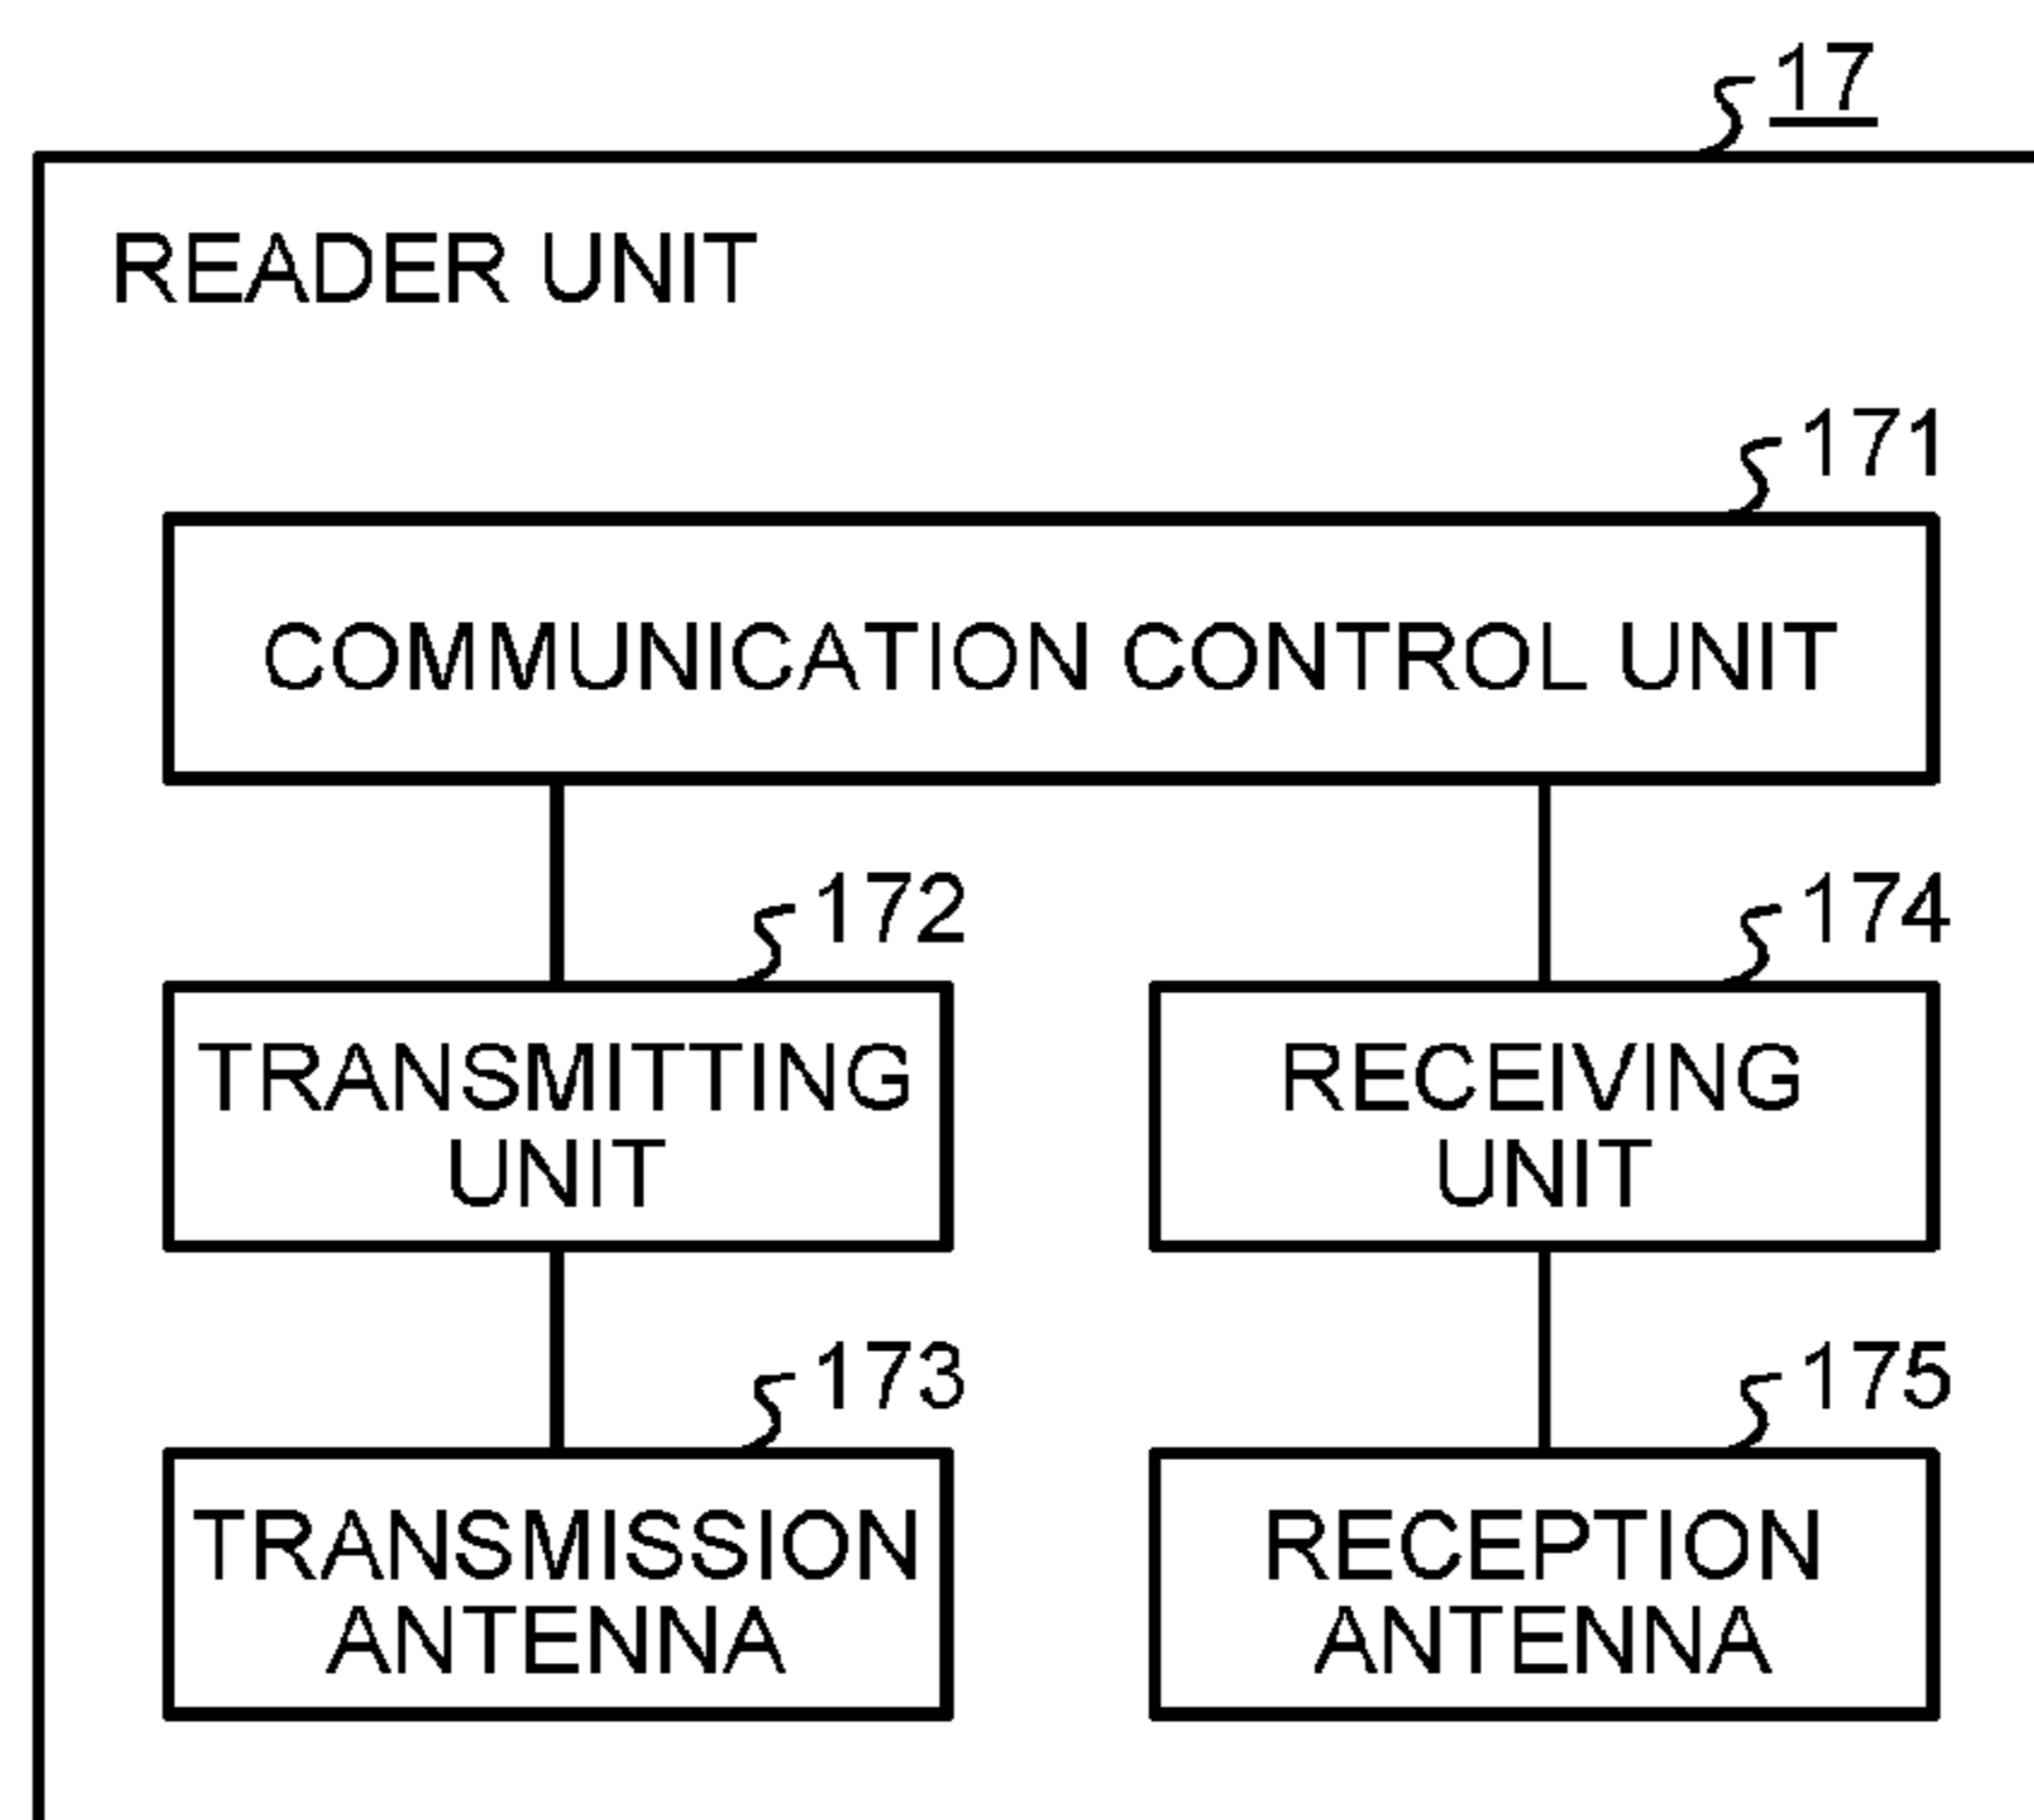 17
READER UNIT
171
COMMUNICATION CONTROL UNIT
172
174
TRANSMITTING
UNIT
RECEIVING
UNIT
173
175
TRANSMISSION
ANTENNA
RECEPTION
ANTENNA